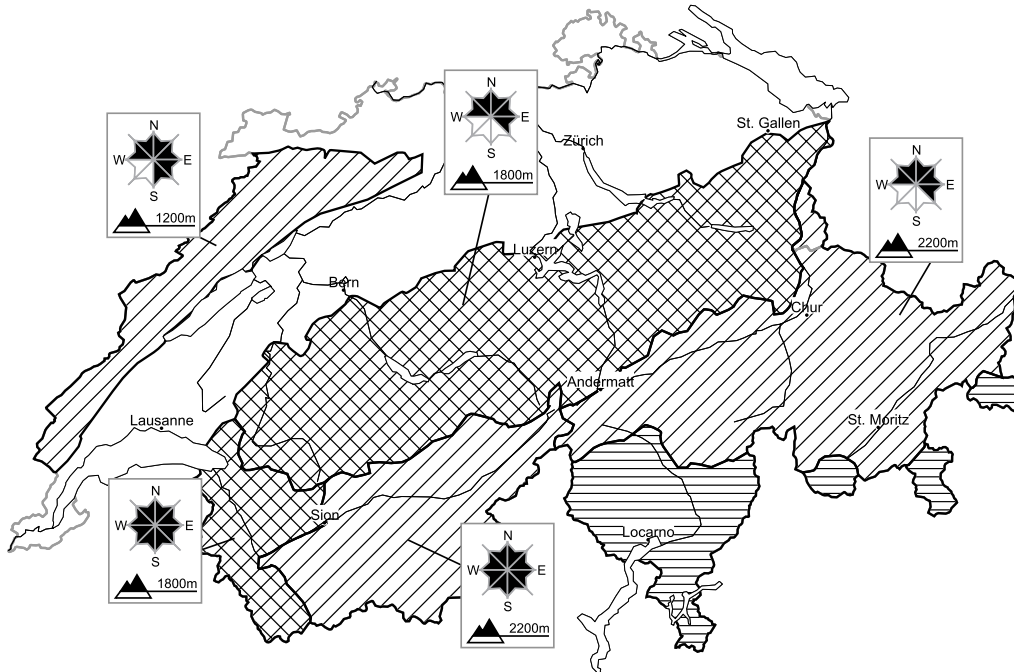 N
W E
S
1800m
N
W E
S
1200m
St. Gallen
Zürich
N
W E
S
2200m
Luzern
Bern
Chur
Andermatt
Lausanne
St. Moritz
N
W E
S
1800m
Sion
Locarno
N
W E
S
2200m